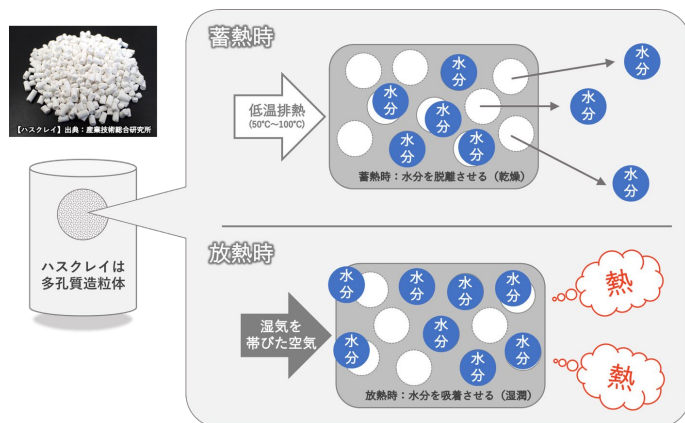 【ハスクレイ】出典：産業技術総合研究所
ハスクレイは
多孔質造粒体
蓄熱時
低温排熱
(50℃～100℃)
水分
水分
水分
水分
水分
水分
水分
水分
蓄熱時：水分を脱離させる（乾燥）
放熱時
湿気を
帯びた空気
水分
水分
水分
水分
水分
水分
水分
水分
放熱時：水分を吸着させる（湿潤）
熱
熱